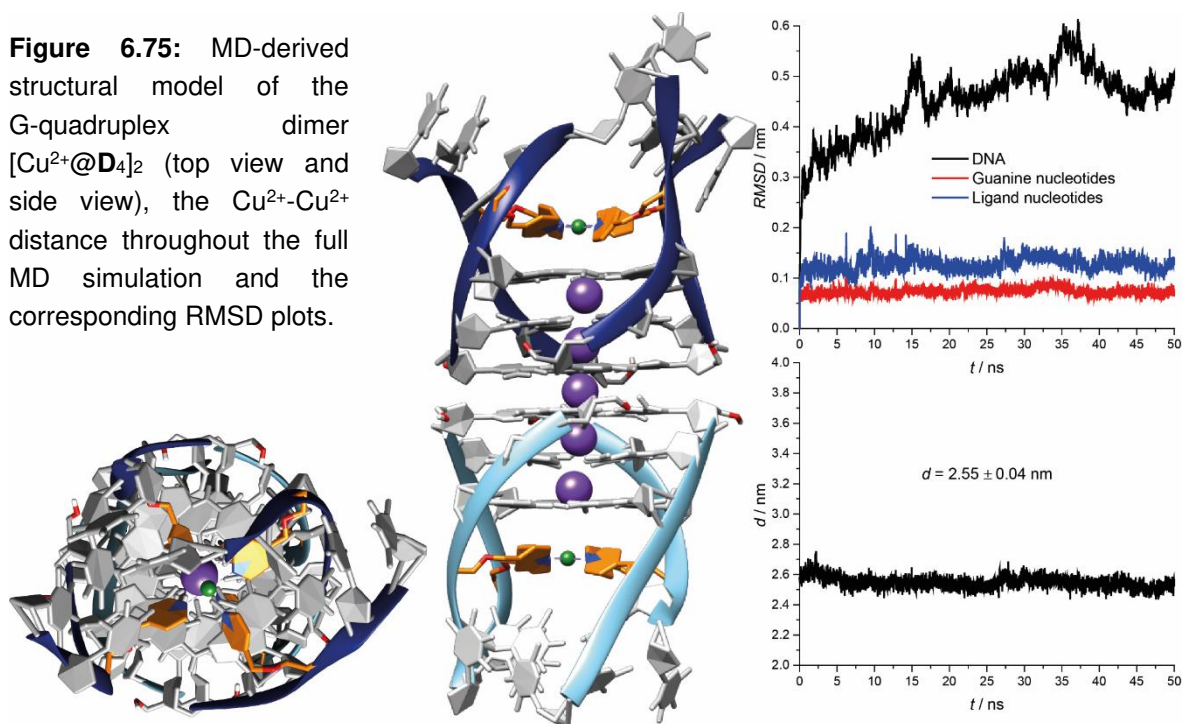 Figure 6.75: MD-derived
structural model of the
G-quadruplex dimer
[Cu²⁺@D₄]₂ (top view and
side view), the Cu²⁺-Cu²⁺
distance throughout the full
MD simulation and the
corresponding RMSD plots.
0.6
0.5
0.4
0.3
0.2
0.1
0.0
RMSD / nm
DNA
Guanine nucleotides
Ligand nucleotides
0 5 10 15 20 25 30 35 40 45 50
t / ns
4.0
3.8
3.6
3.4
3.2
3.0
2.8
2.6
2.4
2.2
2.0
d / nm
d = 2.55 ± 0.04 nm
0 5 10 15 20 25 30 35 40 45 50
t / ns